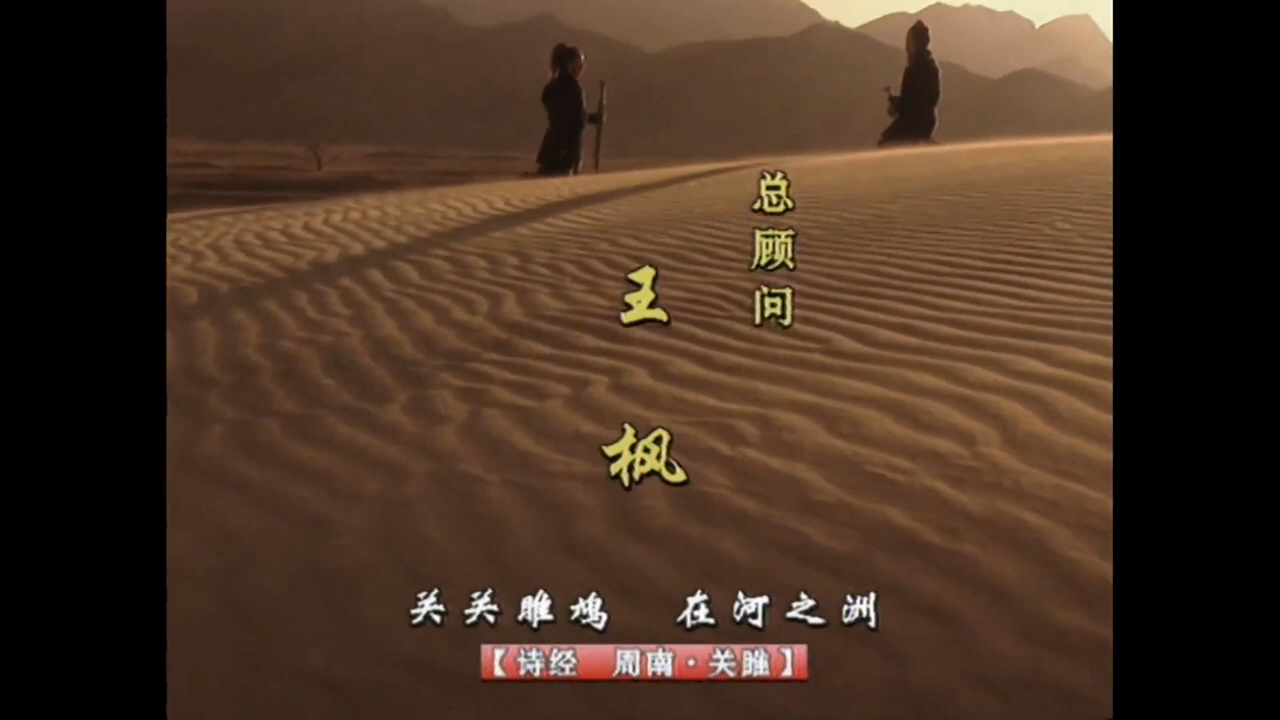 总顾问
王枫
关关雎鸠 在河之洲
【诗经 周南·关雎】